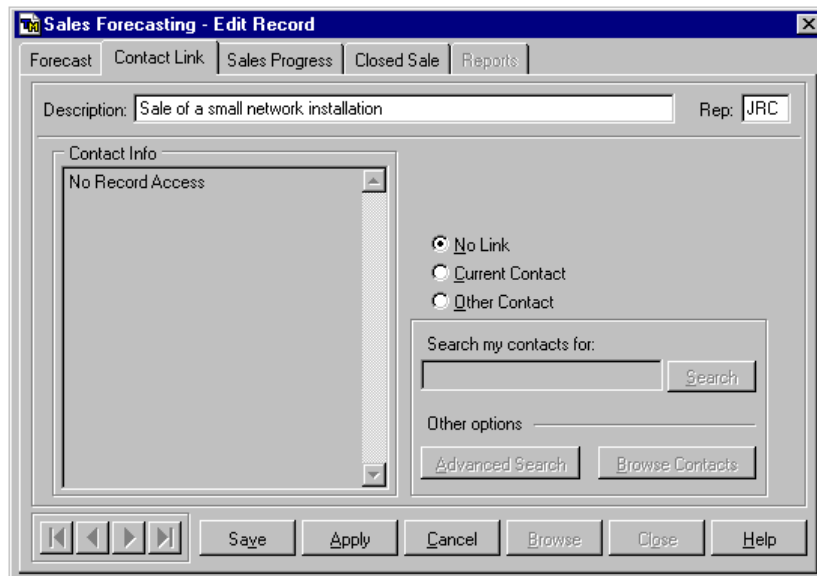 Sales Forecasting - Edit Record
Forecast Contact Link Sales Progress Closed Sale Reports
Description: Sale of a small network installation Rep: JRC
Contact Info
No Record Access
No Link
Current Contact
Other Contact
Search my contacts for:
Search
Other options
Advanced Search Browse Contacts
Save Apply Cancel Browse Close Help